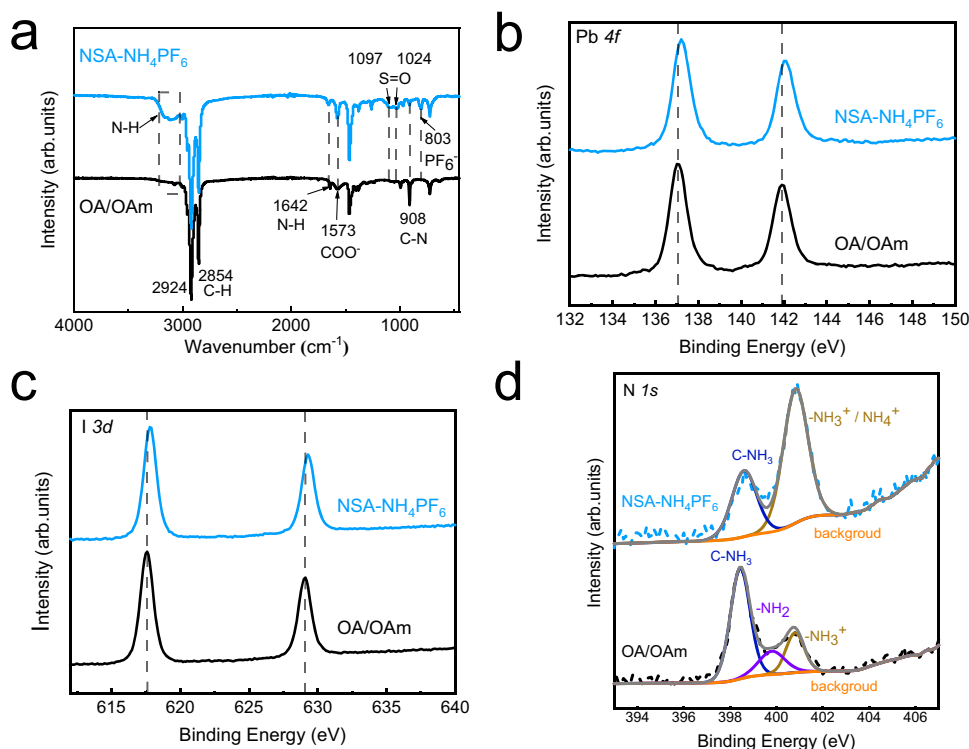 a
NSA-NH₄PF₆
1097
1024
S=O
N-H
803
PF₆⁻
OA/OAm
1642
N-H
1573
COO⁻
908
C-N
2924
2854
C-H
4000
3000
2000
1000
Wavenumber (cm⁻¹)
Intensity (arb.units)
b
Pb 4f
NSA-NH₄PF₆
OA/OAm
132 134 136 138 140 142 144 146 148 150
Binding Energy (eV)
Intensity (arb.units)
c
I 3d
NSA-NH₄PF₆
OA/OAm
615 620 625 630 635 640
Binding Energy (eV)
Intensity (arb.units)
d
N 1s
-NH₃⁺ / NH₄⁺
C-NH₃
NSA-NH₄PF₆
backgroud
C-NH₃
-NH₂
-NH₃⁺
OA/OAm
backgroud
394 396 398 400 402 404 406
Binding Energy (eV)
Intensity (arb.units)